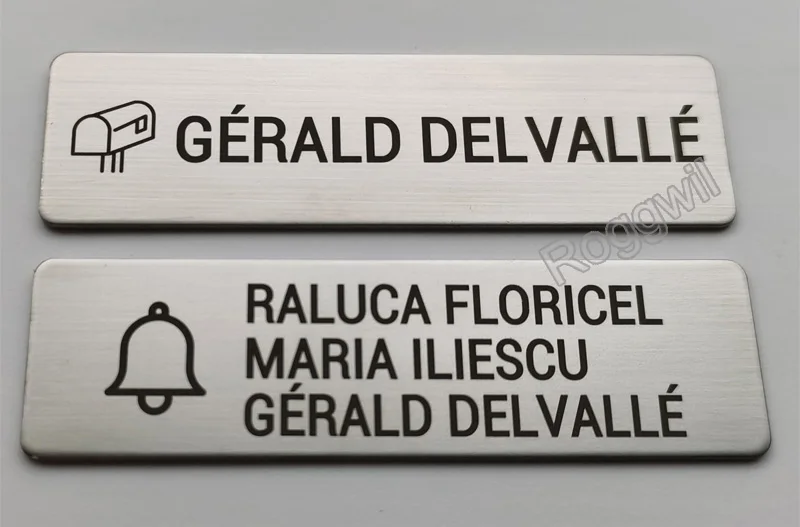 GÉRALD DELVALLÉ
Roggwil
RALUCA FLORICEL
MARIA ILIESCU
GÉRALD DELVALLÉ